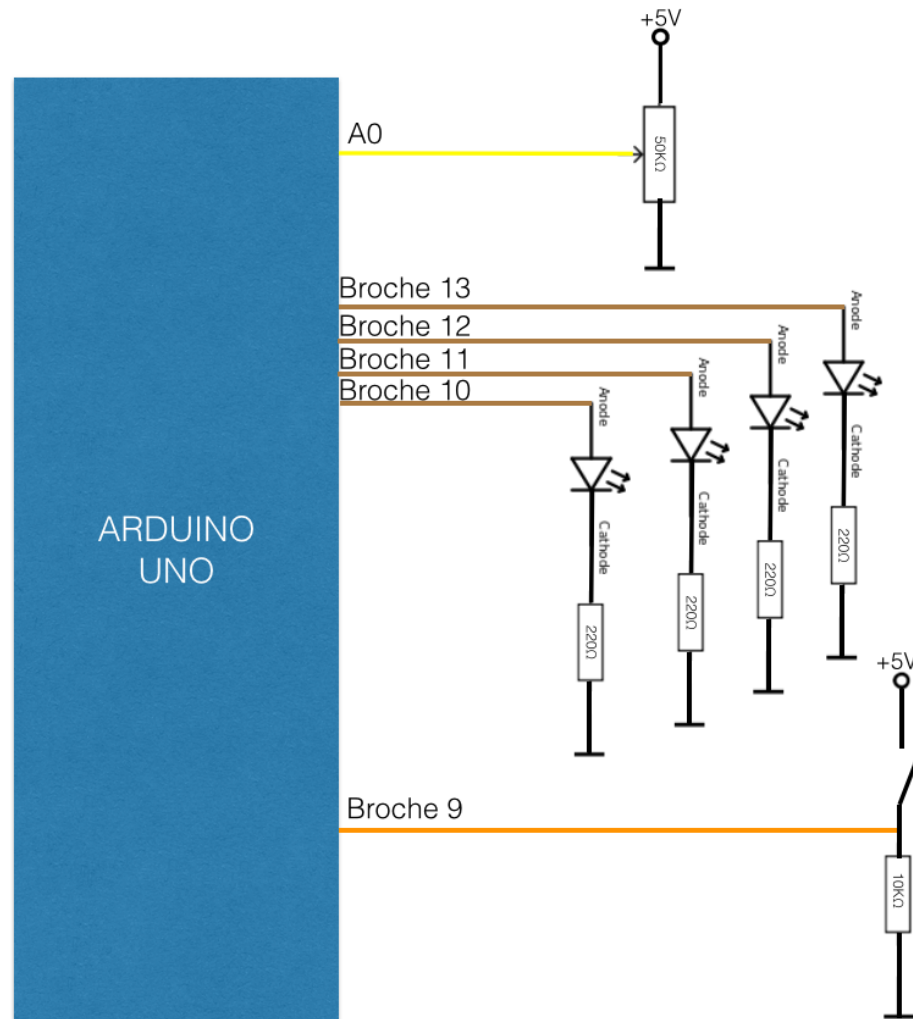 +5V
A0
50KΩ
Broche 13
Anode
Broche 12
Anode
Broche 11
Anode
Broche 10
Anode
Cathode
Cathode
Cathode
Cathode
ARDUINO
UNO
220Ω
220Ω
220Ω
220Ω
+5V
Broche 9
10KΩ